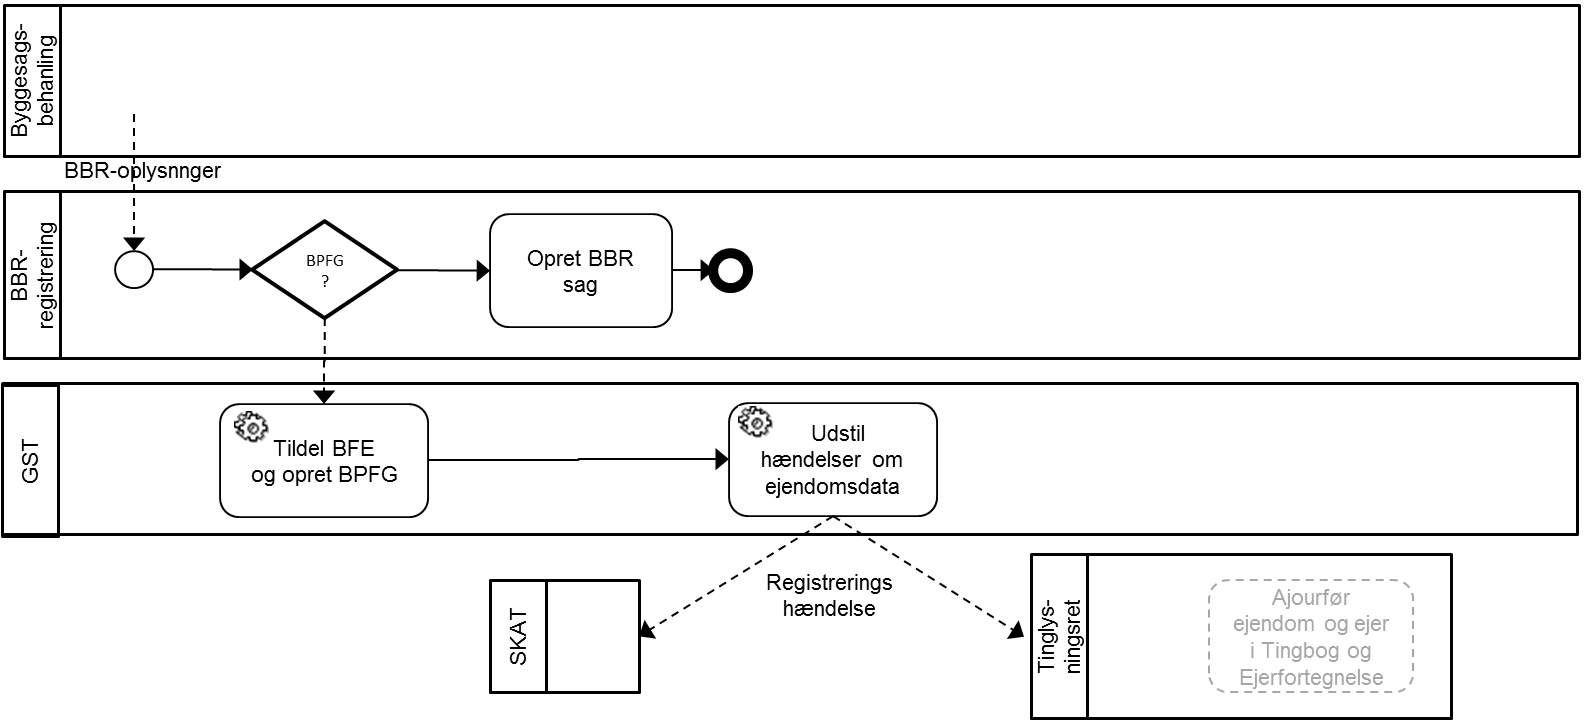 Byggesags-
behanling
BBR-oplysnnger
BBR-
registrering
BPFG
?
Opret BBR
sag
GST
Tildel BFE
og opret BPFG
Udstil
hændelser om
ejendomsdata
Registrerings
hændelse
SKAT
Tinglys-
ningsret
Ajourfør
ejendom og ejer
i Tingbog og
Ejerfortegnelse